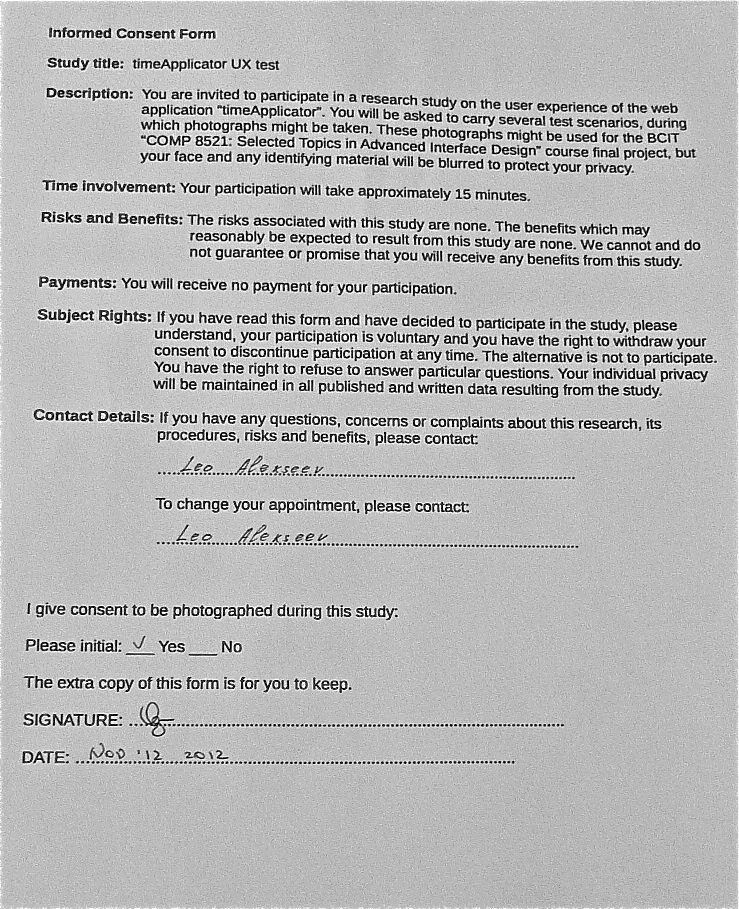 Informed Consent Form
Study title: timeApplicator UX test
Description: You are invited to participate in a research study on the user experience of the web
application "timeApplicator". You will be asked to carry several test scenarios, during
which photographs might be taken. These photographs might be used for the BCIT
"COMP 8521: Selected Topics in Advanced Interface Design" course final project, but
your face and any identifying material will be blurred to protect your privacy.
Time involvement: Your participation will take approximately 15 minutes.
Risks and Benefits: The risks associated with this study are none. The benefits which may
reasonably be expected to result from this study are none. We cannot and do
not guarantee or promise that you will receive any benefits from this study.
Payments: You will receive no payment for your participation.
Subject Rights: If you have read this form and have decided to participate in the study, please
understand, your participation is voluntary and you have the right to withdraw your
consent to discontinue participation at any time. The alternative is not to participate.
You have the right to refuse to answer particular questions. Your individual privacy
will be maintained in all published and written data resulting from the study.
Contact Details: If you have any questions, concerns or complaints about this research, its
procedures, risks and benefits, please contact:
Leo Alekseev
To change your appointment, please contact:
Leo Alekseev
I give consent to be photographed during this study:
Please initial: ✓ Yes ___ No
The extra copy of this form is for you to keep.
SIGNATURE:
DATE: Nov '12 2012